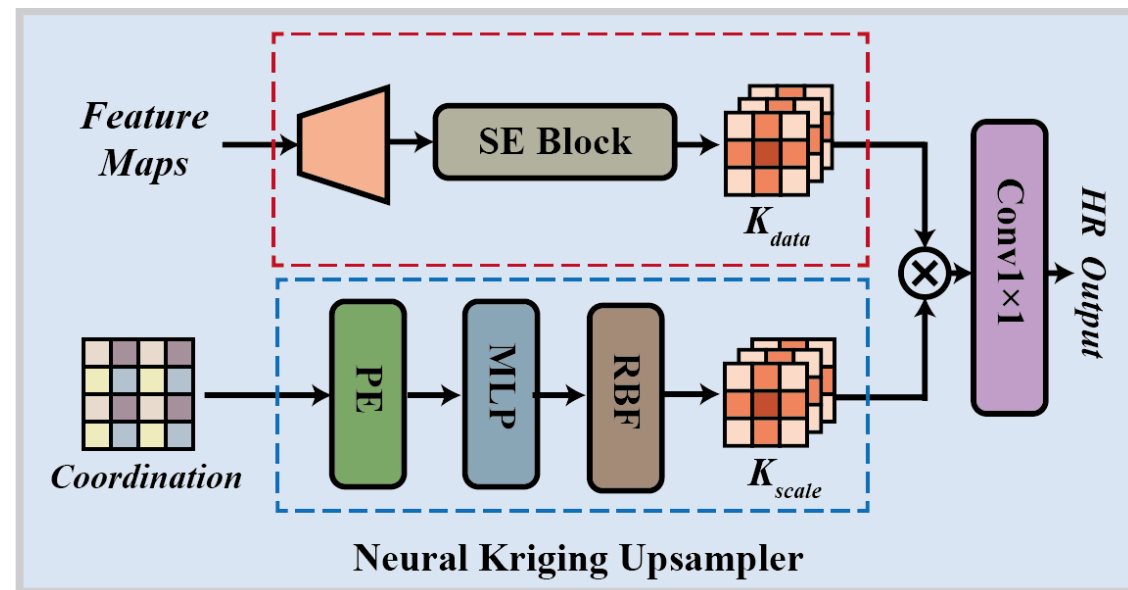 Feature
Maps
SE Block
K_data
Conv1×1
HR Output
PE
MLP
RBF
Coordination
K_scale
Neural Kriging Upsampler